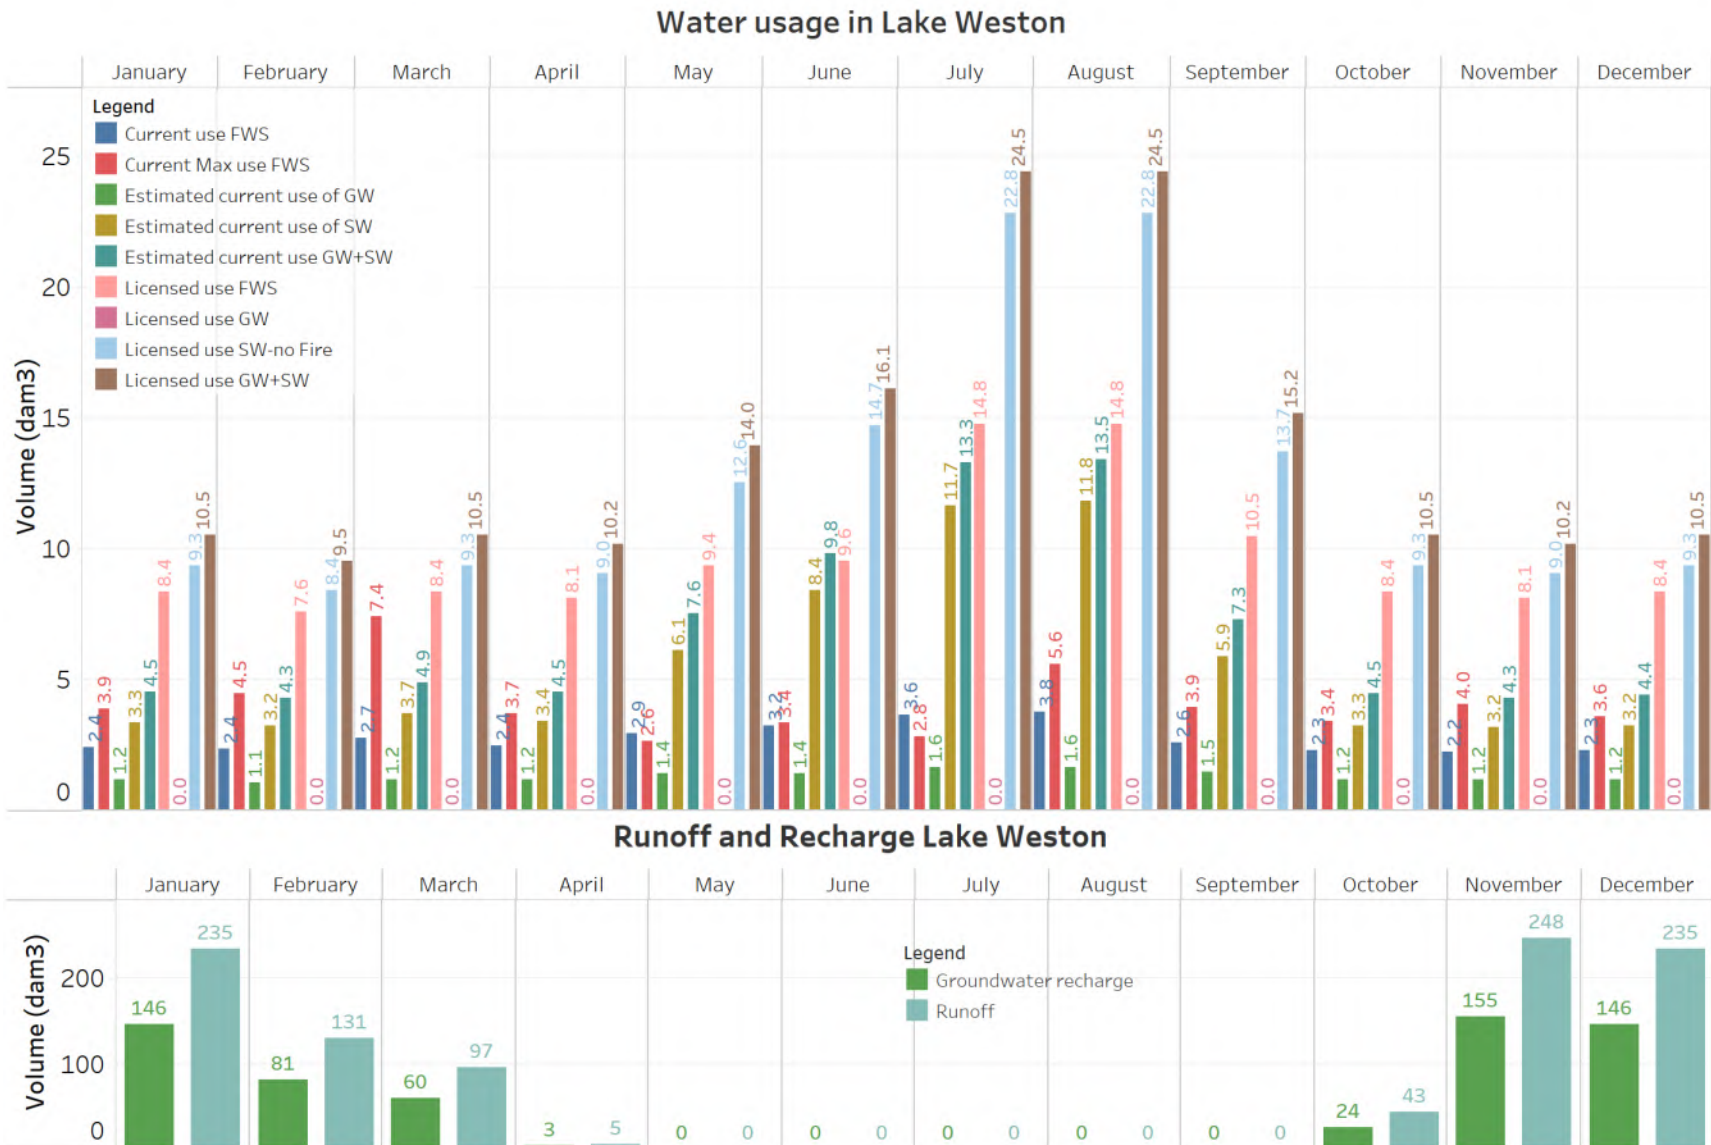 Water usage in Lake Weston
January February March April May June July August September October November December
Legend
Current use FWS
Current Max use FWS
Estimated current use of GW
Estimated current use of SW
Estimated current use GW+SW
Licensed use FWS
Licensed use GW
Licensed use SW-no Fire
Licensed use GW+SW
Volume (dam3)
25
20
15
10
5
0
2.4 3.9 1.2 3.3 4.5 8.4 0.0 9.3 10.5
2.4 4.5 1.1 3.2 4.3 7.6 0.0 8.4 9.5
2.7 7.4 1.2 3.7 4.9 8.4 0.0 9.3 10.5
2.4 3.7 1.2 3.4 4.5 8.1 0.0 9.0 10.2
2.9 2.6 1.4 6.1 7.6 9.4 0.0 12.6 14.0
3.2 3.4 1.4 8.4 9.8 9.6 0.0 14.7 16.1
3.6 2.8 1.6 11.7 13.3 14.8 0.0 22.8 24.5
3.8 5.6 1.6 11.8 13.5 14.8 0.0 22.8 24.5
2.6 3.9 1.5 5.9 7.3 10.5 0.0 13.7 15.2
2.3 3.4 1.2 3.3 4.5 8.4 0.0 9.3 10.5
2.2 4.0 1.2 3.2 4.3 8.1 0.0 9.0 10.2
2.3 3.6 1.2 3.2 4.4 8.4 0.0 9.3 10.5
Runoff and Recharge Lake Weston
January February March April May June July August September October November December
Volume (dam3)
200
100
0
Legend
Groundwater recharge
Runoff
146 235
81 131
60 97
3 5
0 0
0 0
0 0
0 0
0 0
24 43
155 248
146 235